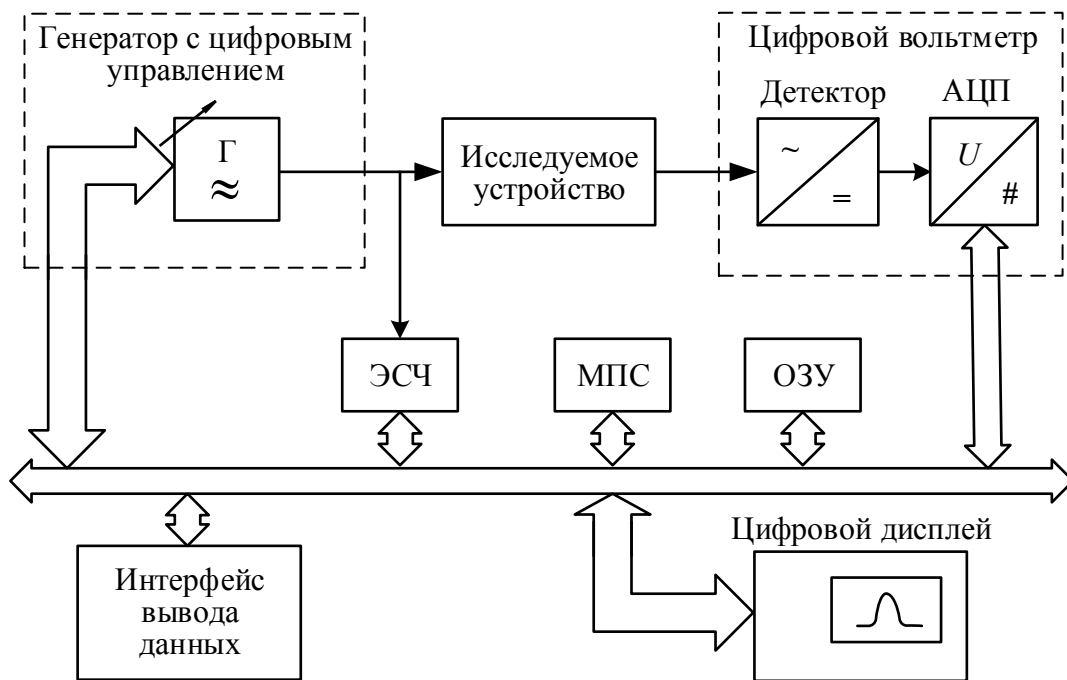 Генератор с цифровым
управлением
Цифровой вольтметр
Детектор
АЦП
Г
≈
Исследуемое
устройство
~
=
U
#
ЭСЧ
МПС
ОЗУ
Цифровой дисплей
Интерфейс
вывода
данных